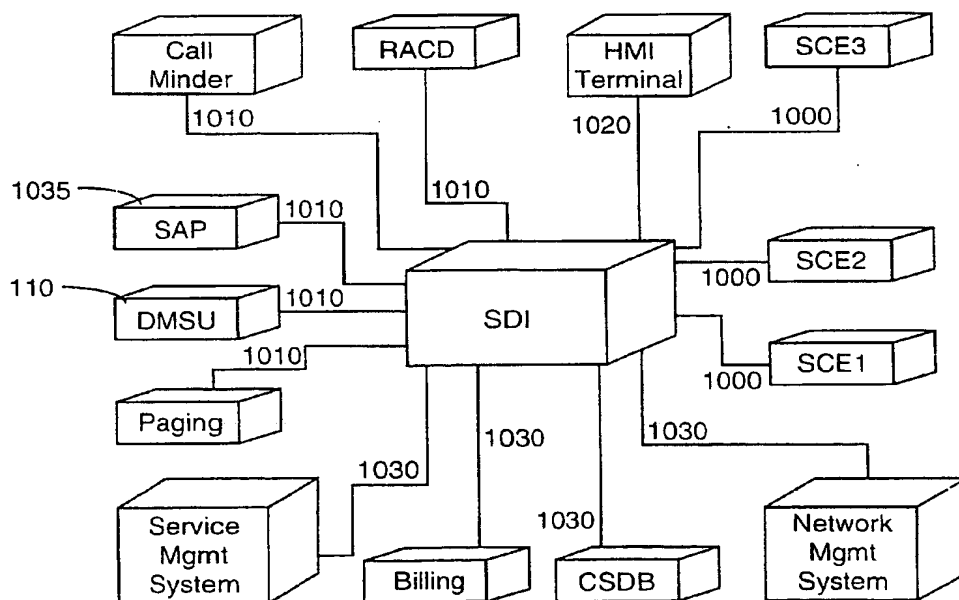 Call
Minder
RACD
HMI
Terminal
SCE3
1010
1020
1000
1035
SAP
1010
1010
SCE2
1000
110
DMSU
1010
SDI
SCE1
1000
1010
Paging
1030
1030
1030
1030
Service
Mgmt
System
Billing
CSDB
Network
Mgmt
System